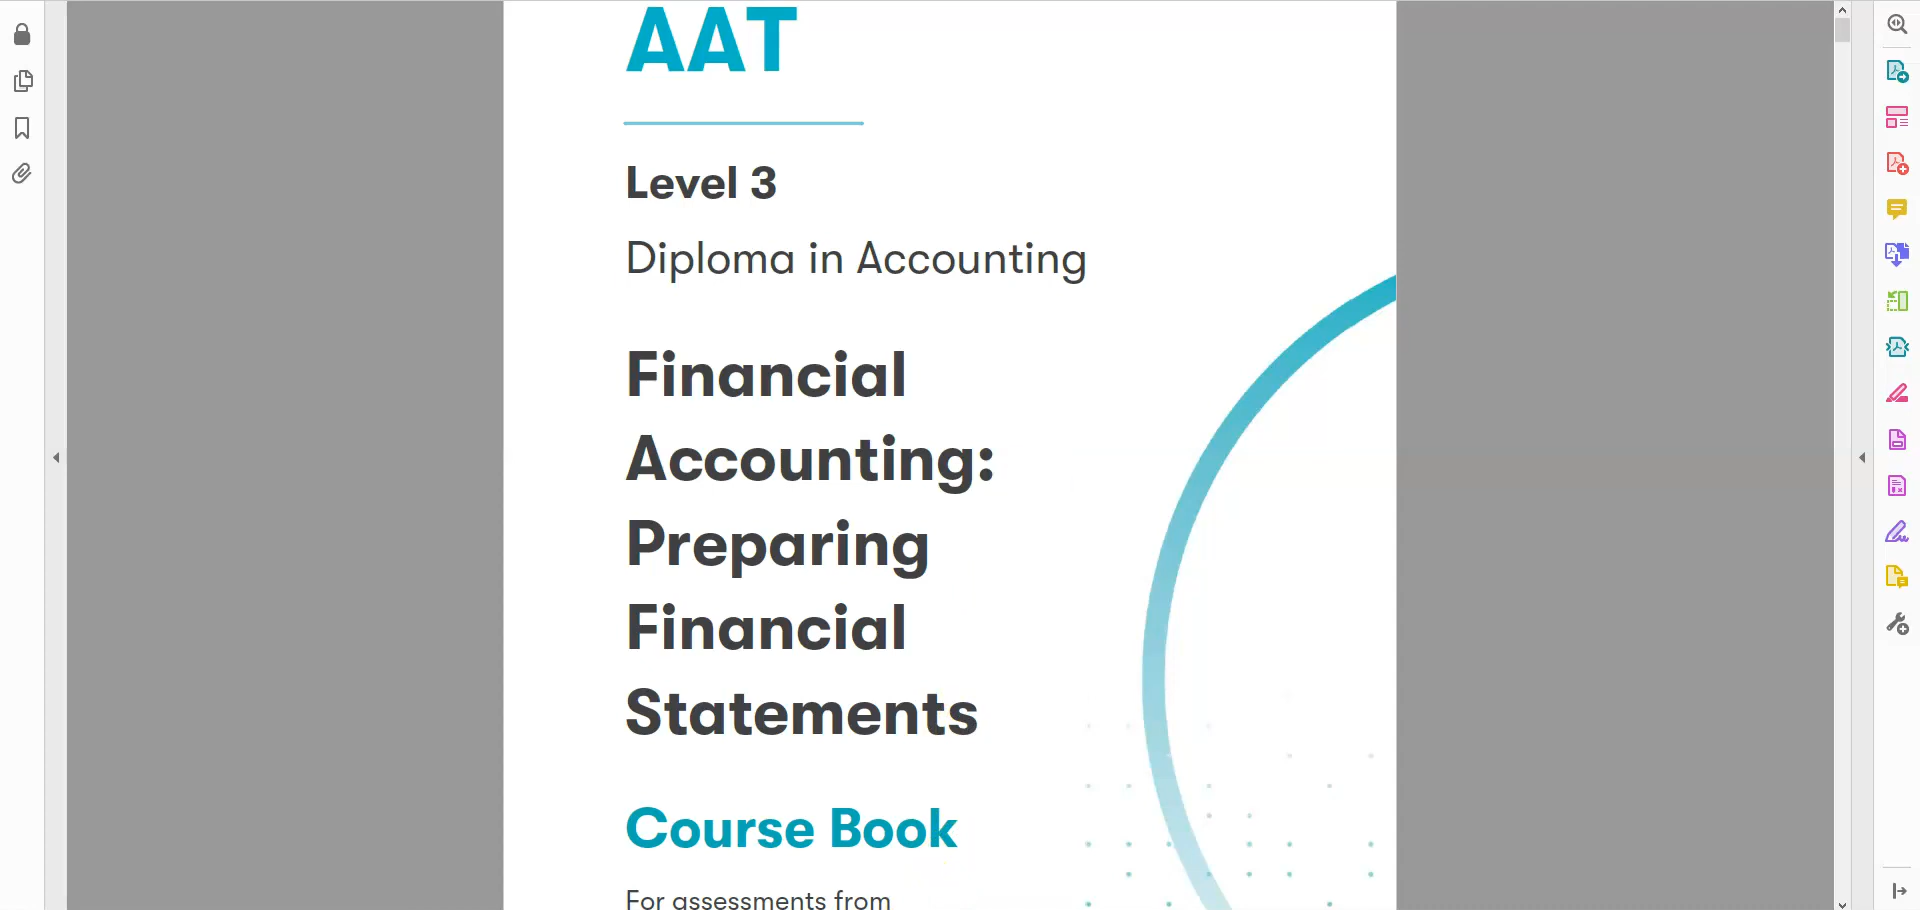 AAT
Level 3
Diploma in Accounting
Financial
Accounting:
Preparing
Financial
Statements
Course Book
For assessments from